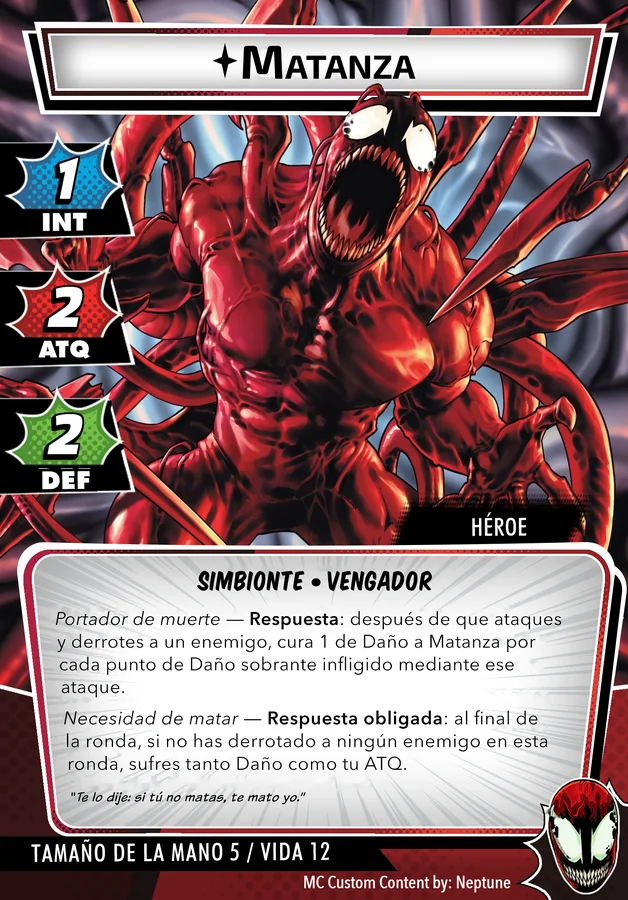 MATANZA
1
INT
2
ATQ
2
DEF
HÉROE
SIMBIONTE • VENGADOR
Portador de muerte — Respuesta: después de que ataques
y derrotes a un enemigo, cura 1 de Daño a Matanza por
cada punto de Daño sobrante infligido mediante ese
ataque.
Necesidad de matar — Respuesta obligada: al final de
la ronda, si no has derrotado a ningún enemigo en esta
ronda, sufres tanto Daño como tu ATQ.
"Te lo dije: si tú no matas, te mato yo."
TAMAÑO DE LA MANO 5 / VIDA 12
MC Custom Content by: Neptune